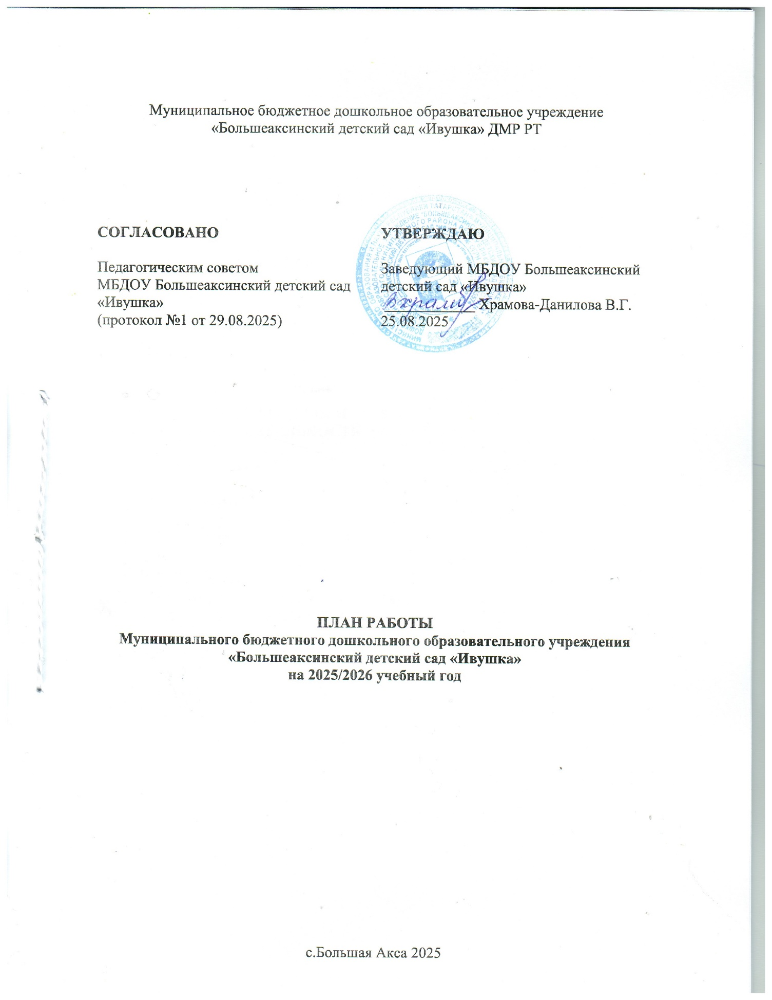 Муниципальное бюджетное дошкольное образовательное учреждение
«Большеаксинский детский сад «Ивушка» ДМР РТ
СОГЛАСОВАНО
Педагогическим советом
МБДОУ Большеаксинский детский сад
«Ивушка»
(протокол №1 от 29.08.2025)
УТВЕРЖДАЮ
Заведующий МБДОУ Большеаксинский
детский сад «Ивушка»
Храмова-Данилова В.Г.
25.08.2025
ПЛАН РАБОТЫ
Муниципального бюджетного дошкольного образовательного учреждения
«Большеаксинский детский сад «Ивушка»
на 2025/2026 учебный год
с.Большая Акса 2025